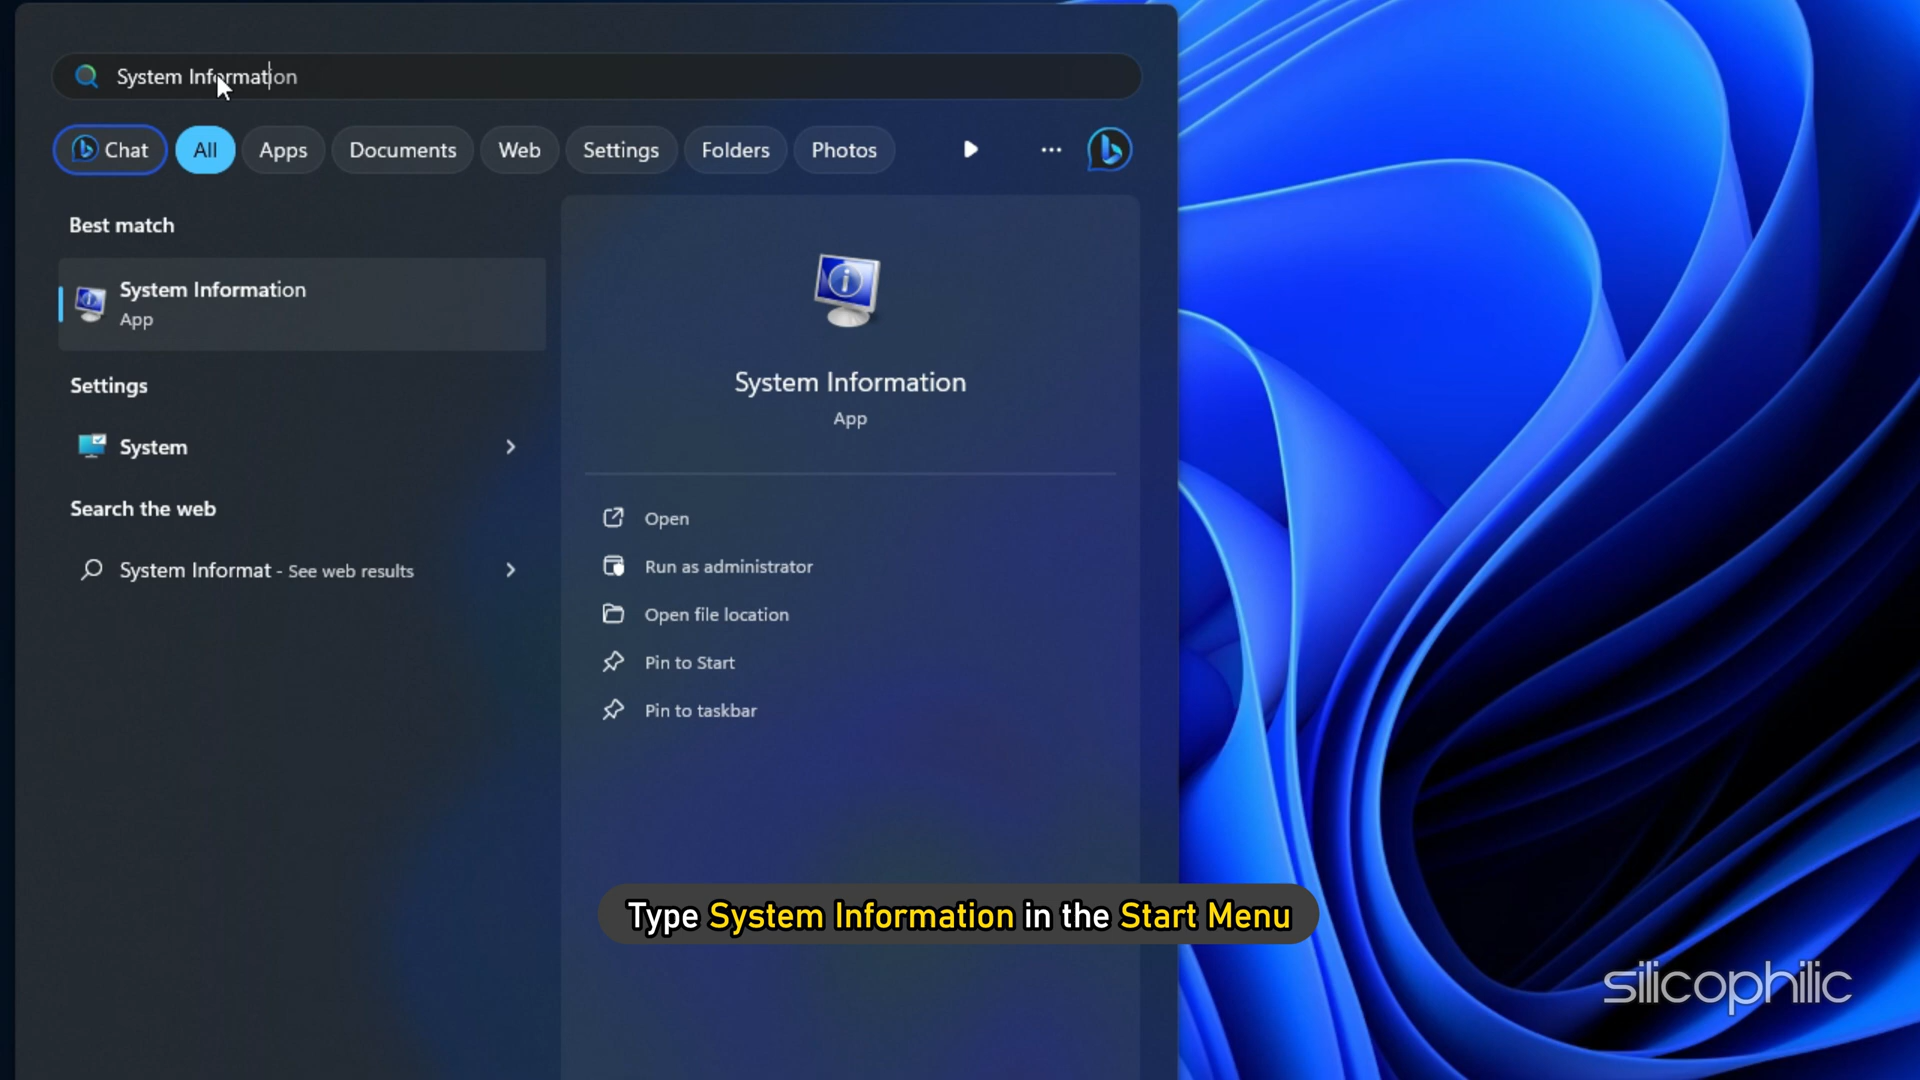 System Information
Chat
All
Apps
Documents
Web
Settings
Folders
Photos
Best match
System Information
App
Settings
System
Search the web
System Informat - See web results
System Information
App
Open
Run as administrator
Open file location
Pin to Start
Pin to taskbar
Type System Information in the Start Menu
silicophilic